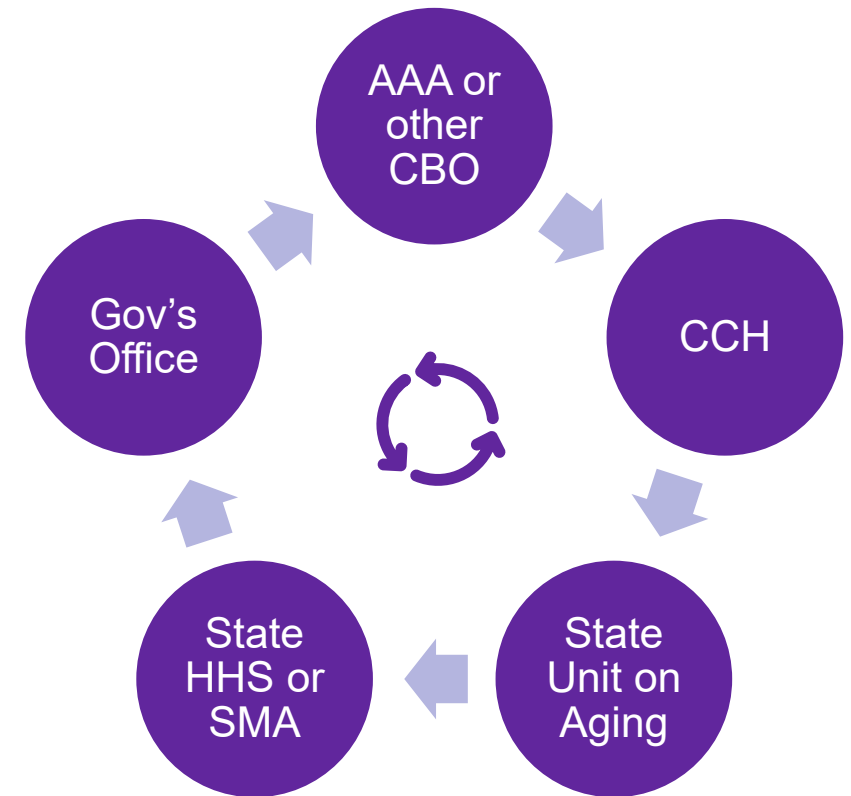 AAA or
other
CBO
CCH
State
Unit on
Aging
State
HHS or
SMA
Gov’s
Office